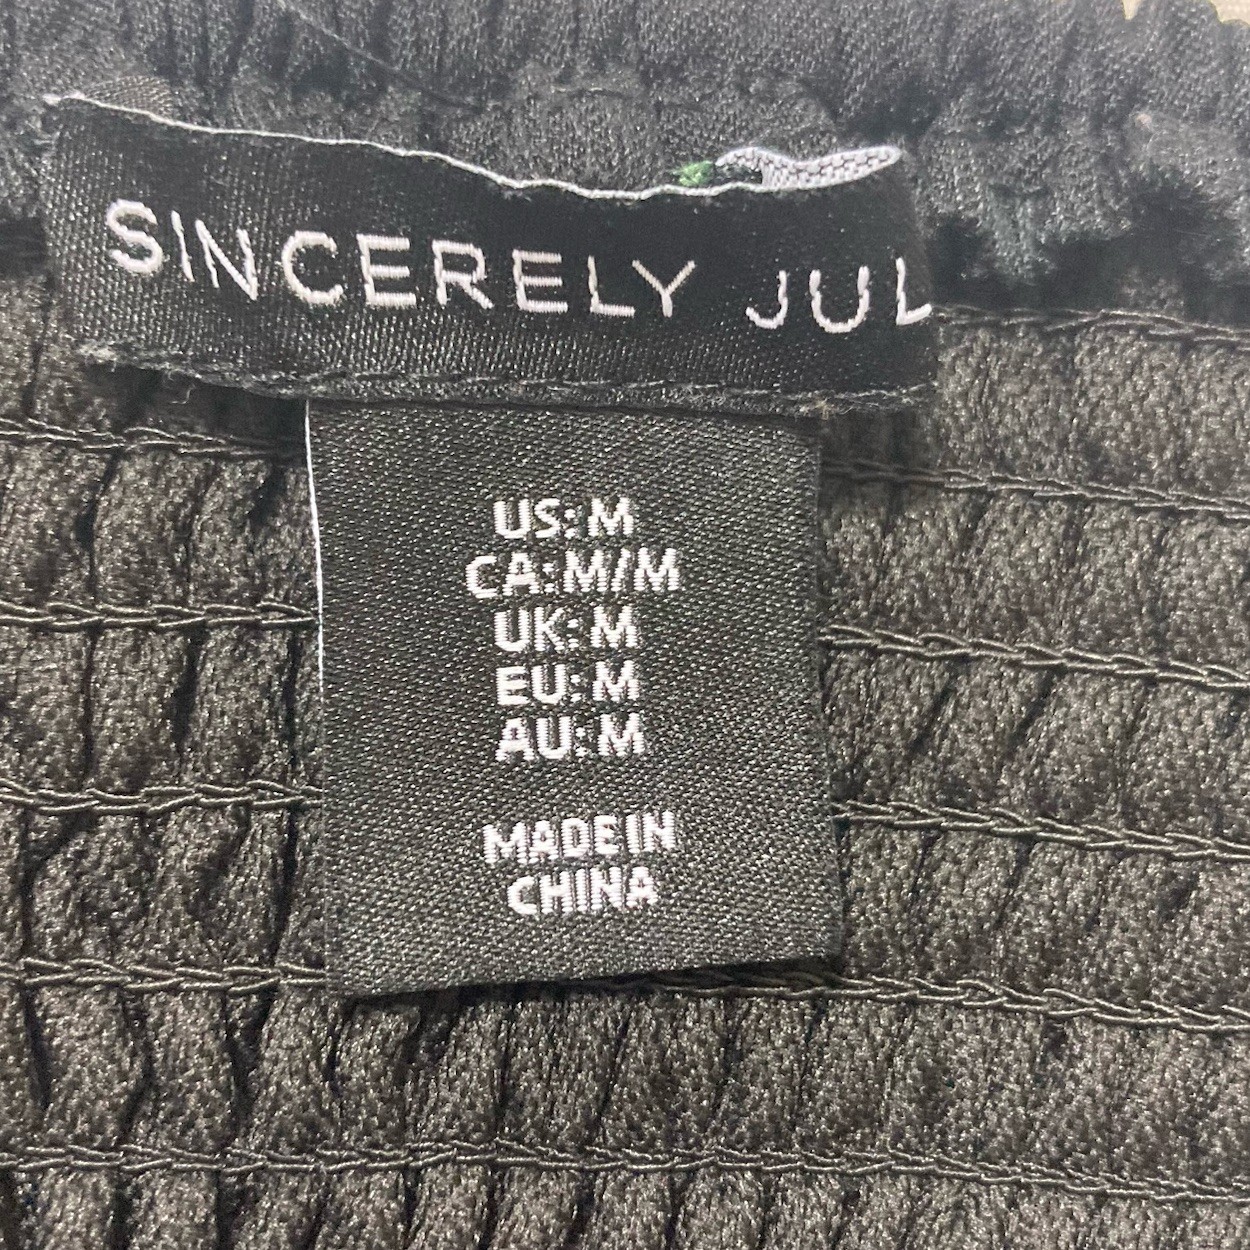 SINCERELY JUL
US: M
CA: M/M
UK: M
EU: M
AU: M
MADE IN
CHINA